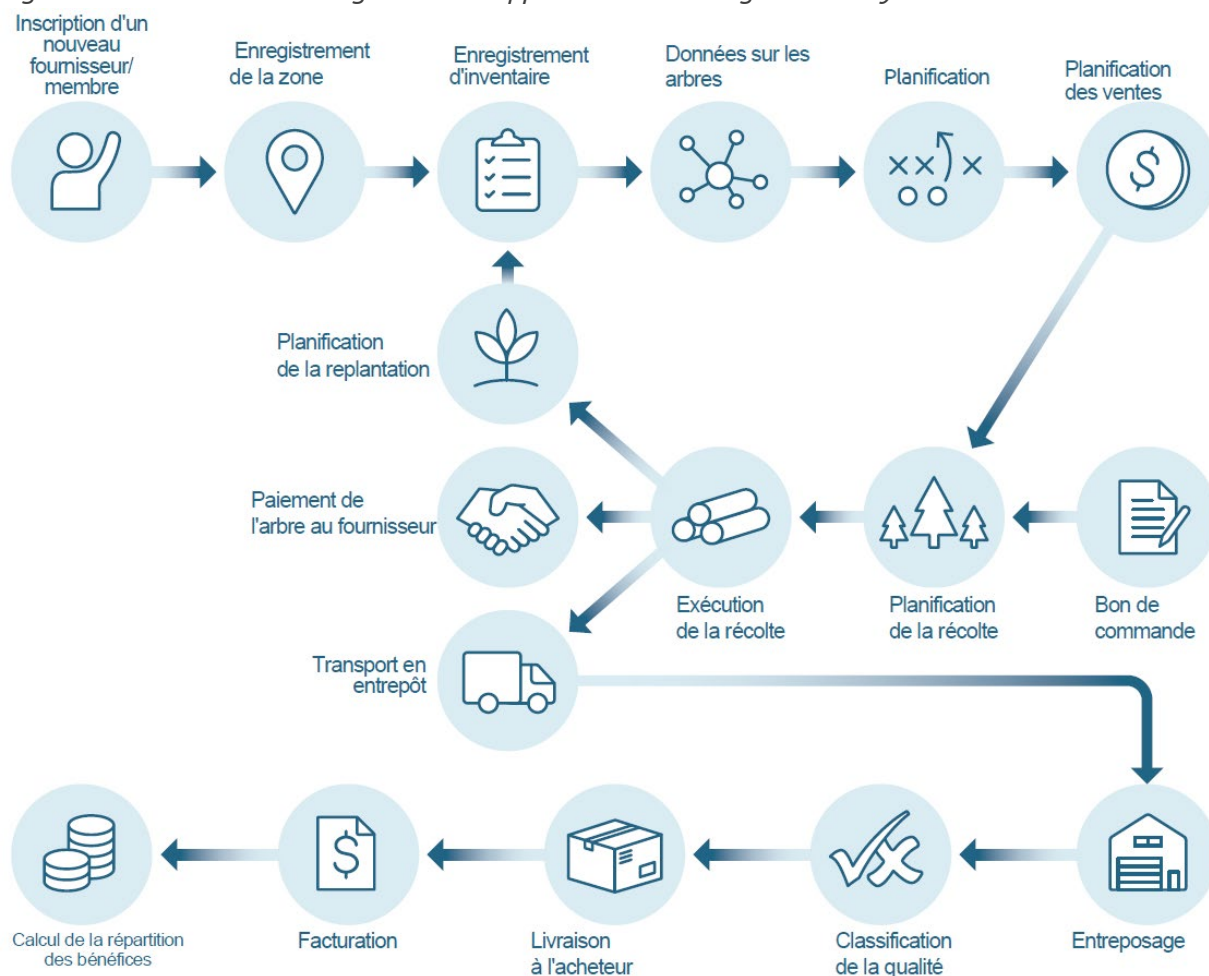 Inscription d'un
nouveau
fournisseur/
membre
Enregistrement
de la zone
Enregistrement
d'inventaire
Données sur les
arbres
Planification
Planification
des ventes
Planification
de la replantation
Paiement de
l'arbre au fournisseur
Exécution
de la récolte
Planification
de la récolte
Bon de
commande
Transport en
entrepôt
Calcul de la répartition
des bénéfices
Facturation
Livraison
à l'acheteur
Classification
de la qualité
Entreposage